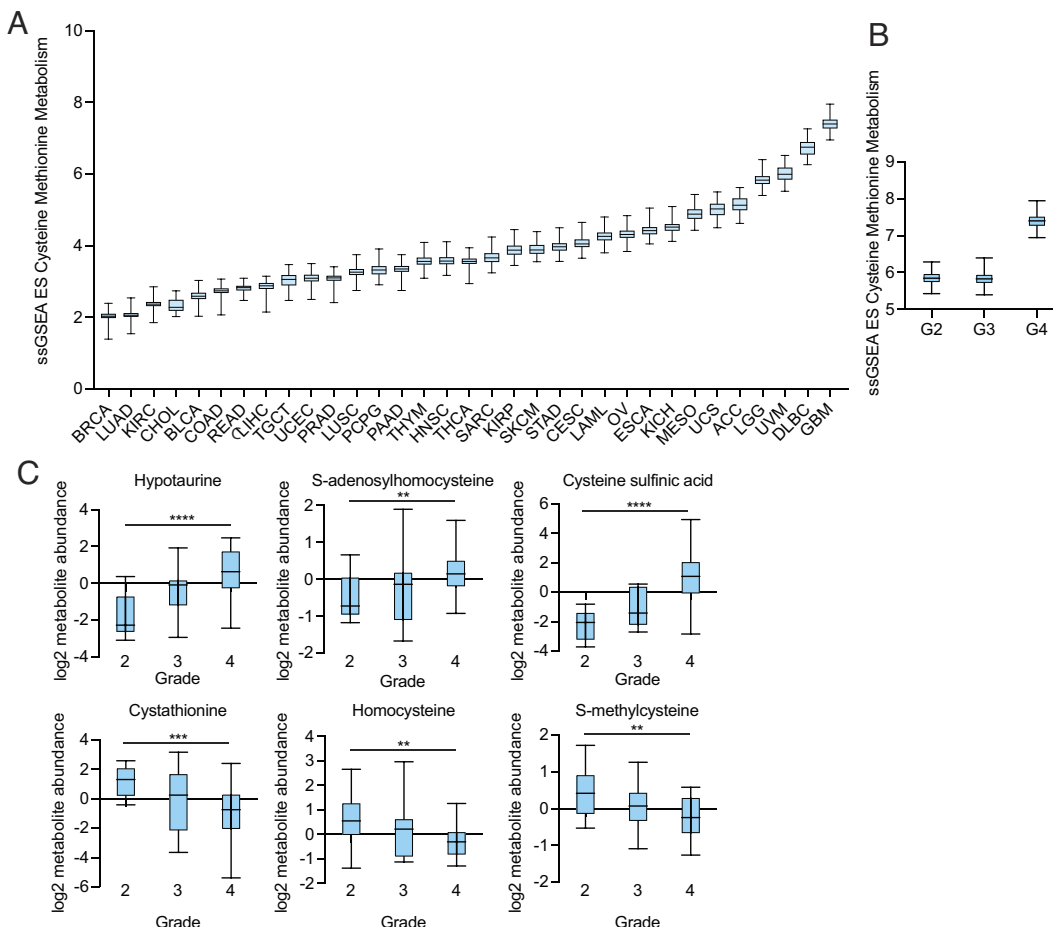 A
ssGSEA ES Cysteine Methionine Metabolism
10
8
6
4
2
0
BRCA
LUAD
KIRC
CHOL
BLCA
COAD
READ
(LIHC
TGCT
UCEC
PRAD
LUSC
PCPG
PAAD
THYM
HNSC
THCA
SARC
KIRP
SKCM
STAD
CESC
LAML
OV
ESCA
KICH
MESO
UCS
ACC
LGG
UVM
DLBC
GBM
B
ssGSEA ES Cysteine Methionine Metabolism
9
8
7
6
5
G2 G3 G4
C
Hypotaurine
log2 metabolite abundance
4
2
0
-2
-4
****
2 3 4
Grade
S-adenosylhomocysteine
log2 metabolite abundance
2
1
0
-1
-2
**
2 3 4
Grade
Cysteine sulfinic acid
log2 metabolite abundance
6
4
2
0
-2
-4
****
2 3 4
Grade
Cystathionine
log2 metabolite abundance
4
2
0
-2
-4
-6
***
2 3 4
Grade
Homocysteine
log2 metabolite abundance
4
2
0
-1
-2
**
2 3 4
Grade
S-methylcysteine
log2 metabolite abundance
2
1
0
-1
-2
**
2 3 4
Grade